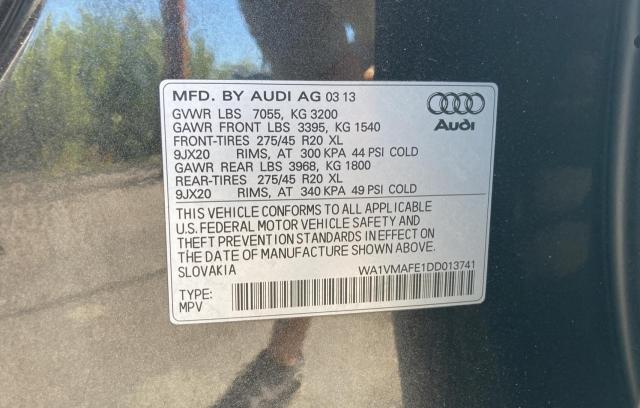 MFD. BY AUDI AG 03 13
GVWR LBS 7055, KG 3200
GAWR FRONT LBS 3395, KG 1540
FRONT-TIRES 275/45 R20 XL
9JX20 RIMS, AT 300 KPA 44 PSI COLD
GAWR REAR LBS 3968, KG 1800
REAR-TIRES 275/45 R20 XL
9JX20 RIMS, AT 340 KPA 49 PSI COLD
Audi
THIS VEHICLE CONFORMS TO ALL APPLICABLE
U.S. FEDERAL MOTOR VEHICLE SAFETY AND
THEFT PREVENTION STANDARDS IN EFFECT ON
THE DATE OF MANUFACTURE SHOWN ABOVE.
SLOVAKIA WA1VMAFE1DD013741
TYPE:
MPV